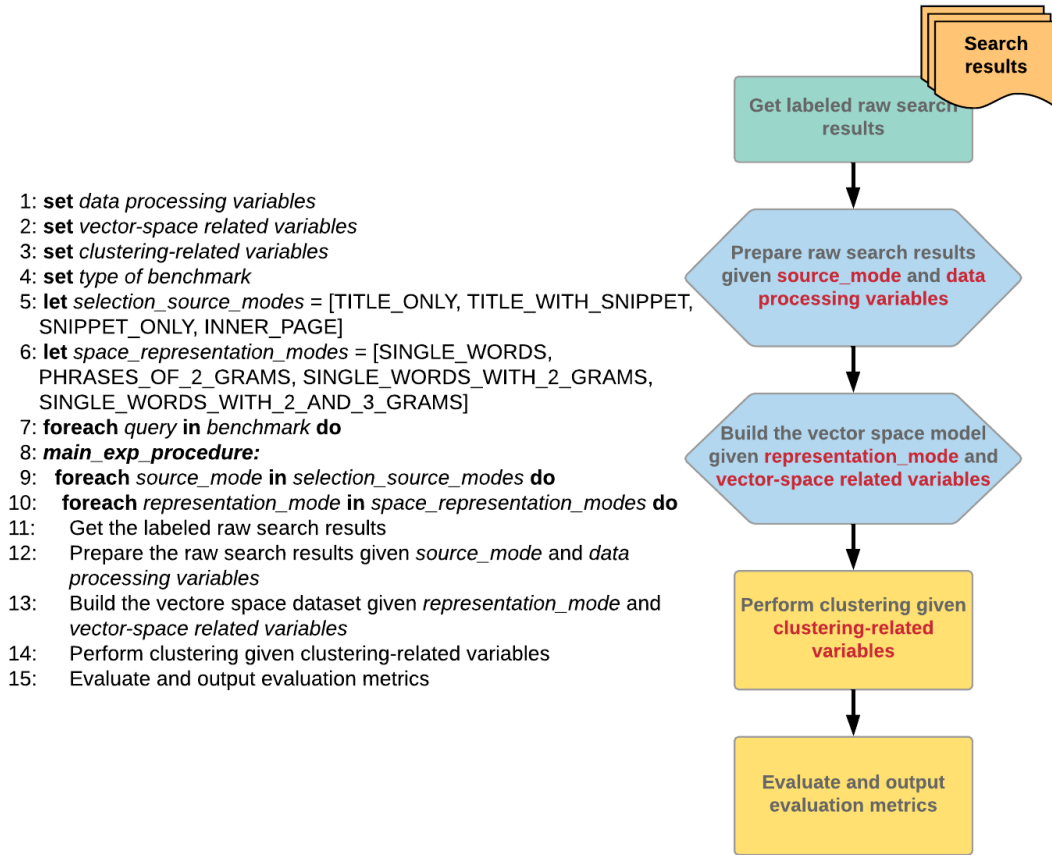 1: set data processing variables
2: set vector-space related variables
3: set clustering-related variables
4: set type of benchmark
5: let selection_source_modes = [TITLE_ONLY, TITLE_WITH_SNIPPET,
SNIPPET_ONLY, INNER_PAGE]
6: let space_representation_modes = [SINGLE_WORDS,
PHRASES_OF_2_GRAMS, SINGLE_WORDS_WITH_2_GRAMS,
SINGLE_WORDS_WITH_2_AND_3_GRAMS]
7: foreach query in benchmark do
8: main_exp_procedure:
9: foreach source_mode in selection_source_modes do
10: foreach representation_mode in space_representation_modes do
11: Get the labeled raw search results
12: Prepare the raw search results given source_mode and data
processing variables
13: Build the vectore space dataset given representation_mode and
vector-space related variables
14: Perform clustering given clustering-related variables
15: Evaluate and output evaluation metrics
Search
results
Get labeled raw search
results
Prepare raw search results
given source_mode and data
processing variables
Build the vector space model
given representation_mode and
vector-space related variables
Perform clustering given
clustering-related
variables
Evaluate and output
evaluation metrics